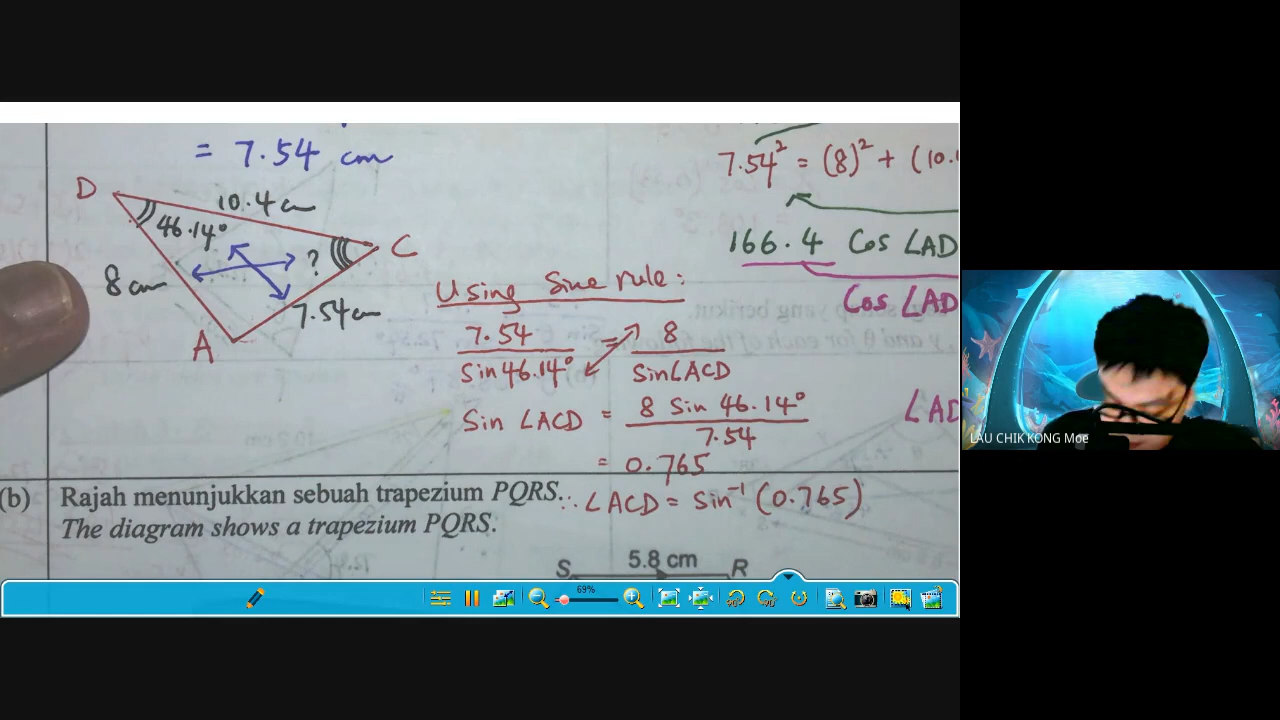 = 7.54 cm
D
10.4 cm
46.14°
?
C
8 cm
7.54 cm
A
Using Sine rule:
7.54 / sin 46.14° = 8 / sin∠ACD
Sin ∠ACD = 8 Sin 46.14° / 7.54
= 0.765
∴ ∠ACD = Sin⁻¹ (0.765)
7.54² = (8)² + (10.
166.4 Cos ∠AD
Cos ∠AD
∠AD
(b) Rajah menunjukkan sebuah trapezium PQRS.
The diagram shows a trapezium PQRS.
S 5.8 cm R
69%
LAU CHIK KONG Moe